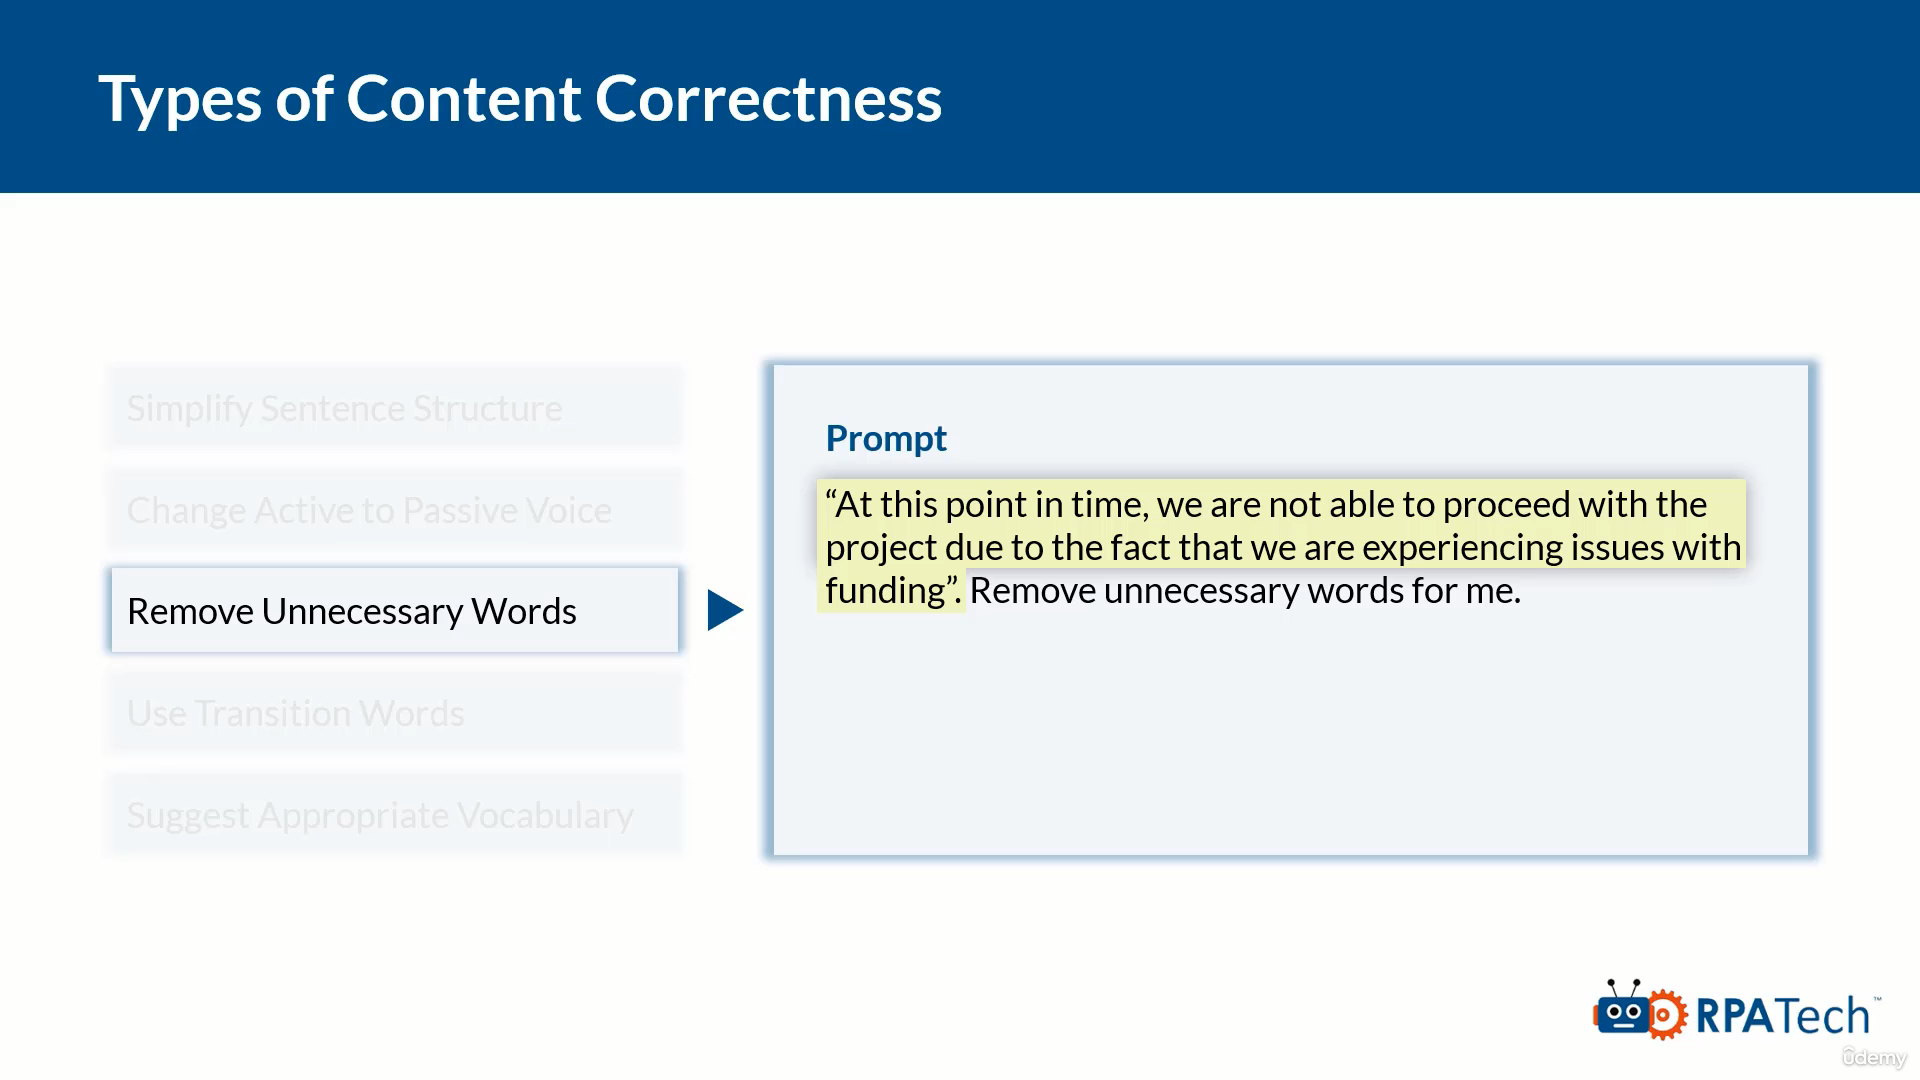 Types of Content Correctness
Simplify Sentence Structure
Change Active to Passive Voice
Remove Unnecessary Words
Use Transition Words
Suggest Appropriate Vocabulary
Prompt
“At this point in time, we are not able to proceed with the
project due to the fact that we are experiencing issues with
funding”. Remove unnecessary words for me.
RPATech™
ûdemy